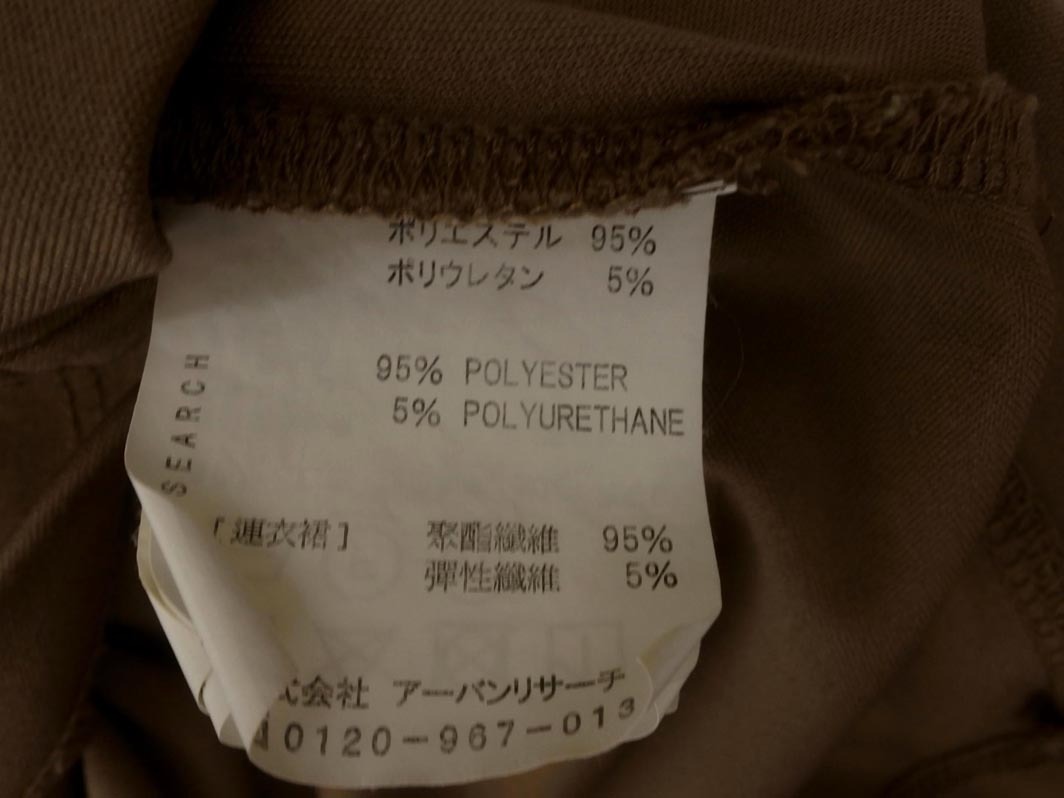 ポリエステル 95%
ポリウレタン 5%
95% POLYESTER
5% POLYURETHANE
SEARCH
[連衣裙] 聚酯纖維 95%
彈性纖維 5%
式会社 アーバンリサーチ
0120-967-013